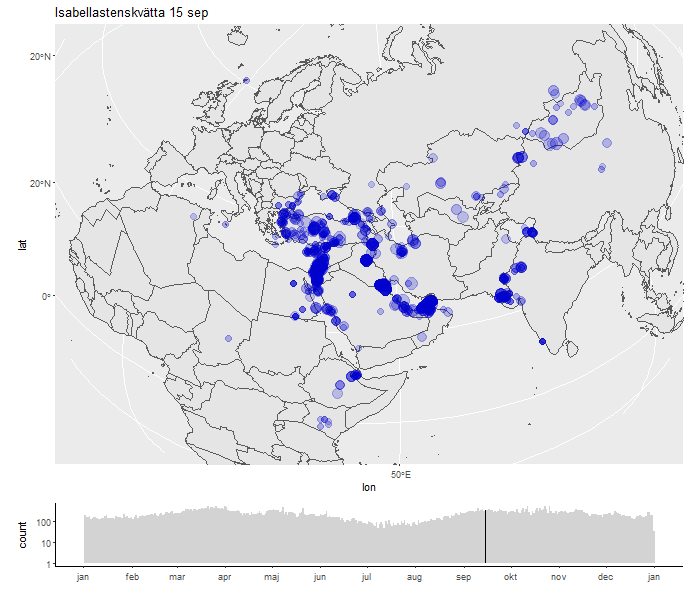 Isabellastenskvätta 15 sep
20°N
20°N
lat
0°
50°E
lon
count
100
10
1
jan feb mar apr maj jun jul aug sep okt nov dec jan